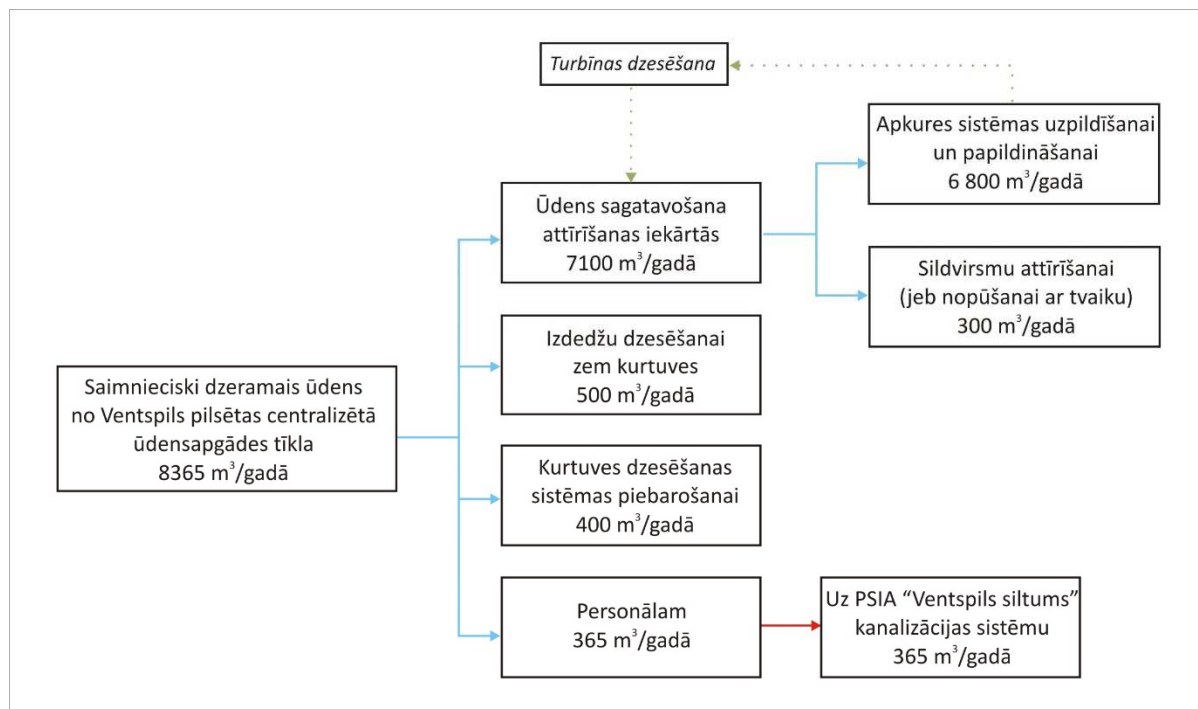 Turbīnas dzesēšana
Apkures sistēmas uzpildīšanai
un papildināšanai
6 800 m³/gadā
Ūdens sagatavošana
attīrīšanas iekārtās
7100 m³/gadā
Sildvirsmu attīrīšanai
(jeb nopūšanai ar tvaiku)
300 m³/gadā
Izdedžu dzesēšanai
zem kurtuves
500 m³/gadā
Saimnieciski dzeramais ūdens
no Ventspils pilsētas centralizētā
ūdensapgādes tīkla
8365 m³/gadā
Kurtuves dzesēšanas
sistēmas piebarošanai
400 m³/gadā
Personālam
365 m³/gadā
Uz PSIA “Ventspils siltums”
kanalizācijas sistēmu
365 m³/gadā